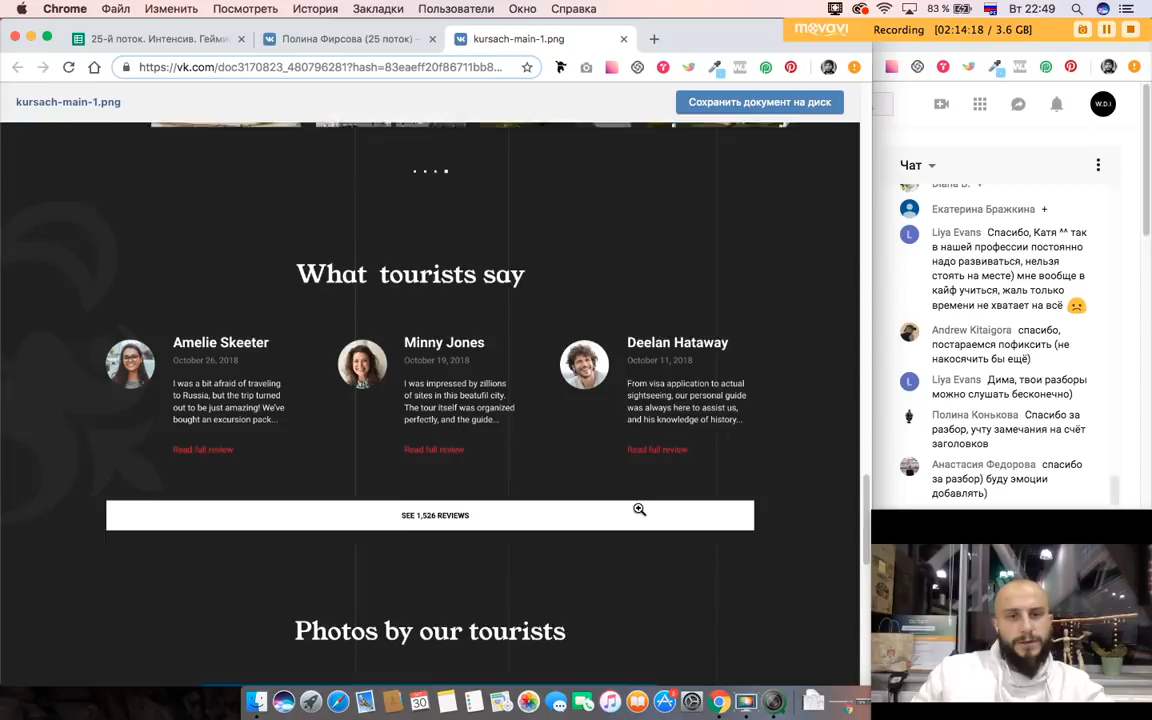 Chrome Файл Изменить Посмотреть История Закладки Пользователи Окно Справка 83 % Вт 22:49
25-й поток. Интенсив. Гейми
Полина Фирсова (25 поток) –
kursach-main-1.png
movavi Recording [02:14:18 / 3.6 GB]
https://vk.com/doc3170823_480796281?hash=83eaeff20f86711bb8...
kursach-main-1.png
Сохранить документ на диск
What tourists say
Amelie Skeeter
October 26, 2018
I was a bit afraid of traveling
to Russia, but the trip turned
out to be just amazing! We've
bought an excursion pack...
Read full review
Minny Jones
October 19, 2018
I was impressed by zillions
of sites in this beatufil city.
The tour itself was organized
perfectly, and the guide...
Read full review
Deelan Hataway
October 11, 2018
From visa application to actual
sightseeing, our personal guide
was always here to assist us,
and his knowledge of history...
Read full review
SEE 1,526 REVIEWS
Photos by our tourists
W.D.I
Чат
Diana B.
Екатерина Бражкина +
Liya Evans Спасибо, Катя ^^ так
в нашей профессии постоянно
надо развиваться, нельзя
стоять на месте) мне вообще в
кайф учиться, жаль только
времени не хватает на всё
Andrew Kitaigora спасибо,
постараемся пофиксить (не
накосячить бы ещё)
Liya Evans Дима, твои разборы
можно слушать бесконечно)
Полина Конькова Спасибо за
разбор, учту замечания на счёт
заголовков
Анастасия Федорова спасибо
за разбор) буду эмоции
добавлять)
30